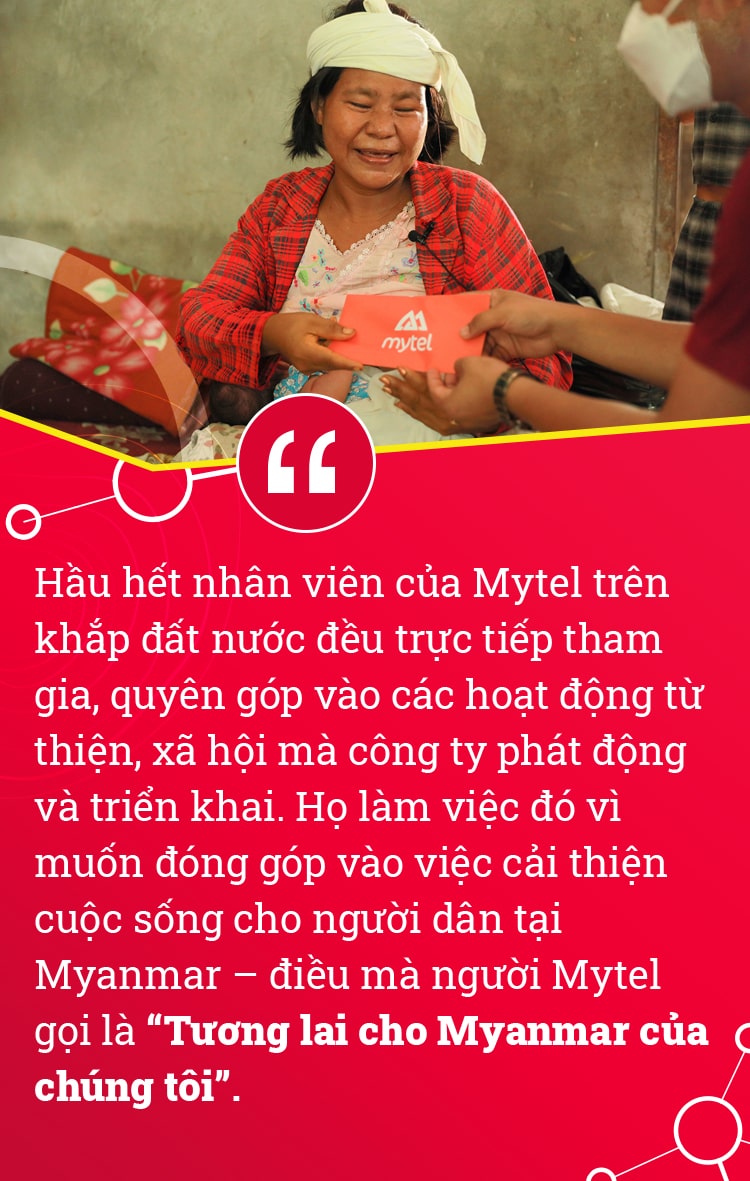 mytel
“
Hầu hết nhân viên của Mytel trên
khắp đất nước đều trực tiếp tham
gia, quyên góp vào các hoạt động từ
thiện, xã hội mà công ty phát động
và triển khai. Họ làm việc đó vì
muốn đóng góp vào việc cải thiện
cuộc sống cho người dân tại
Myanmar – điều mà người Mytel
gọi là “Tương lai cho Myanmar của
chúng tôi”.